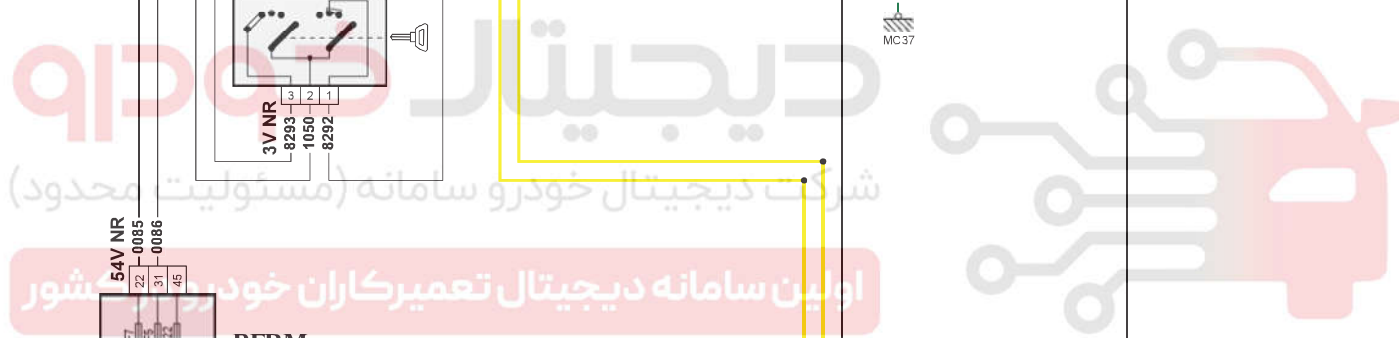 MC37
3 2 1
3V NR
8293
1050
8292
دیجیتال خودرو
شرکت دیجیتال خودرو سامانه (مسئولیت محدود)
54V NR
0085
0086
22 31 45
اولین سامانه دیجیتال تعمیرکاران خودرو در کشور